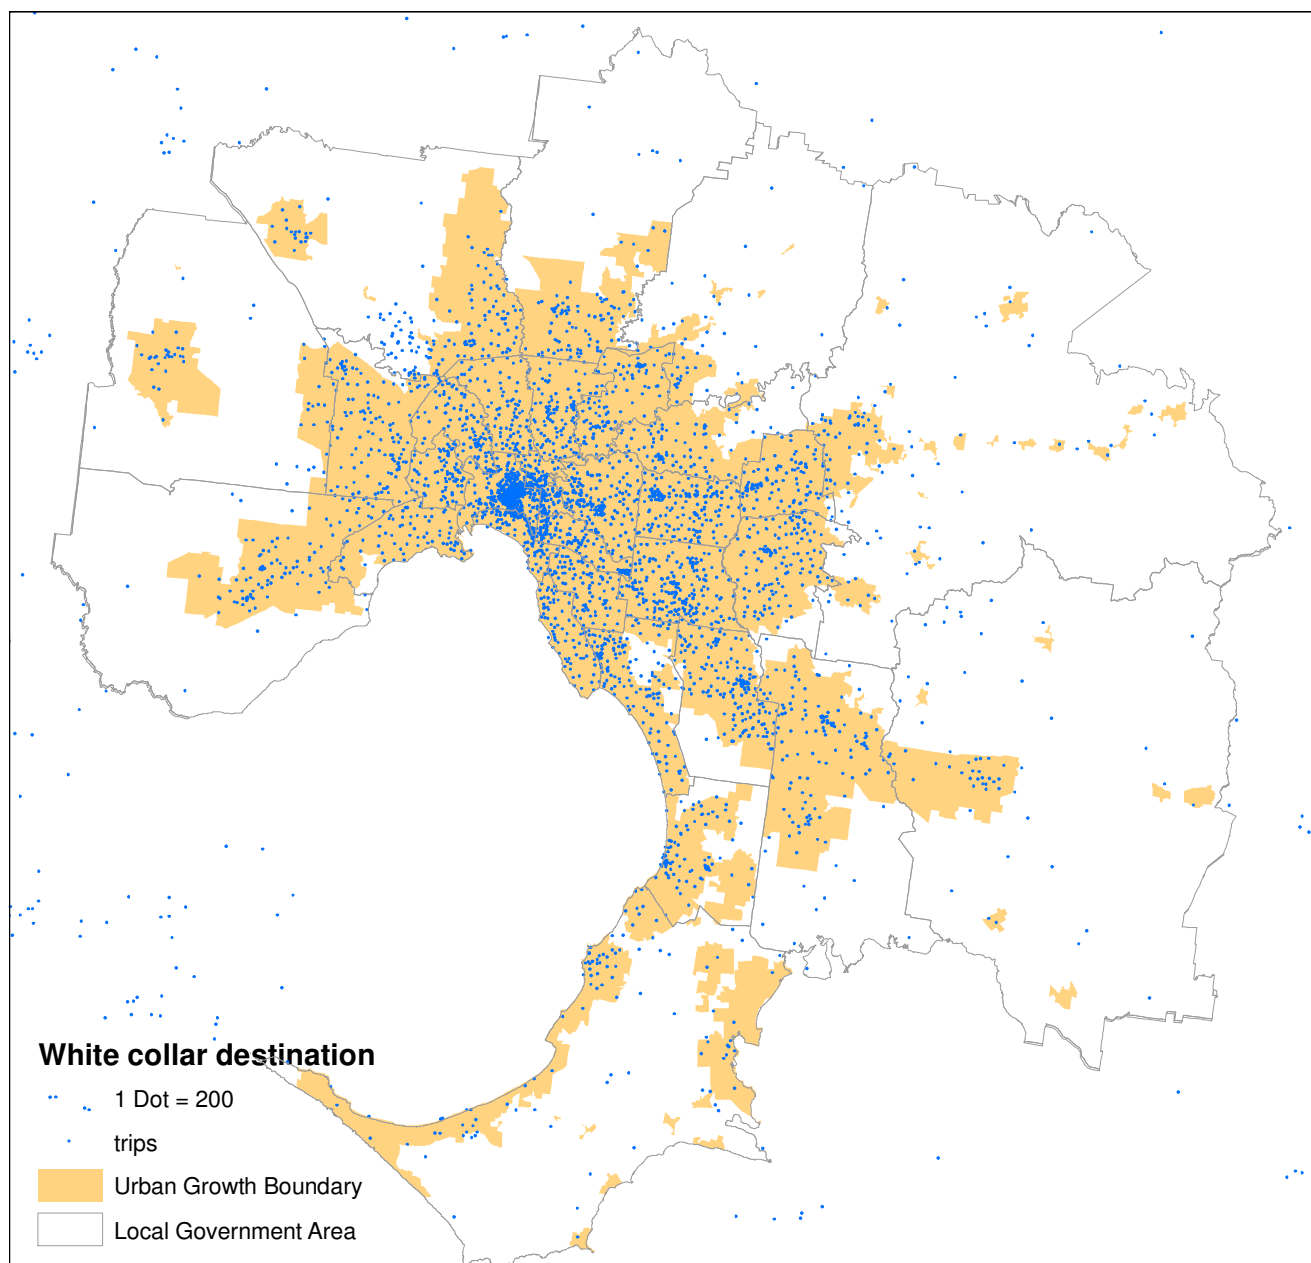 White collar destination
1 Dot = 200
trips
Urban Growth Boundary
Local Government Area